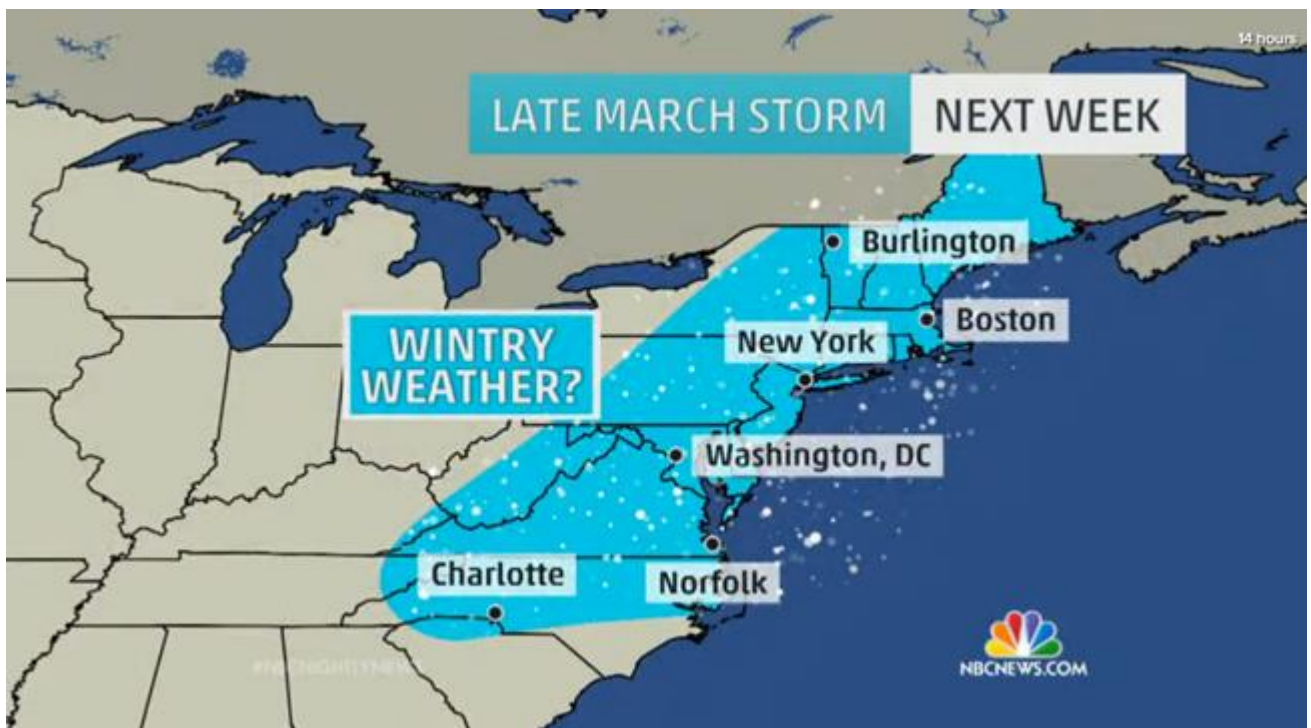 14 hours
LATE MARCH STORM NEXT WEEK
Burlington
Boston
New York
WINTRY
WEATHER?
Washington, DC
Charlotte
Norfolk
NBCNEWS.COM
#NBCNIGHTLYNEWS